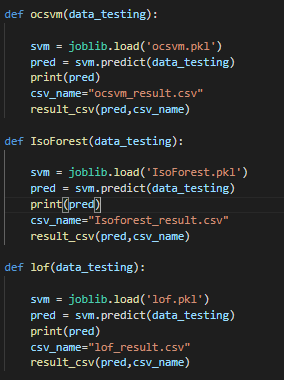 def ocsvm(data_testing):
    svm = joblib.load('ocsvm.pkl')
    pred = svm.predict(data_testing)
    print(pred)
    csv_name="ocsvm_result.csv"
    result_csv(pred,csv_name)
def IsoForest(data_testing):
    svm = joblib.load('IsoForest.pkl')
    pred = svm.predict(data_testing)
    print(pred)
    csv_name="Isoforest_result.csv"
    result_csv(pred,csv_name)
def lof(data_testing):
    svm = joblib.load('lof.pkl')
    pred = svm.predict(data_testing)
    print(pred)
    csv_name="lof_result.csv"
    result_csv(pred,csv_name)